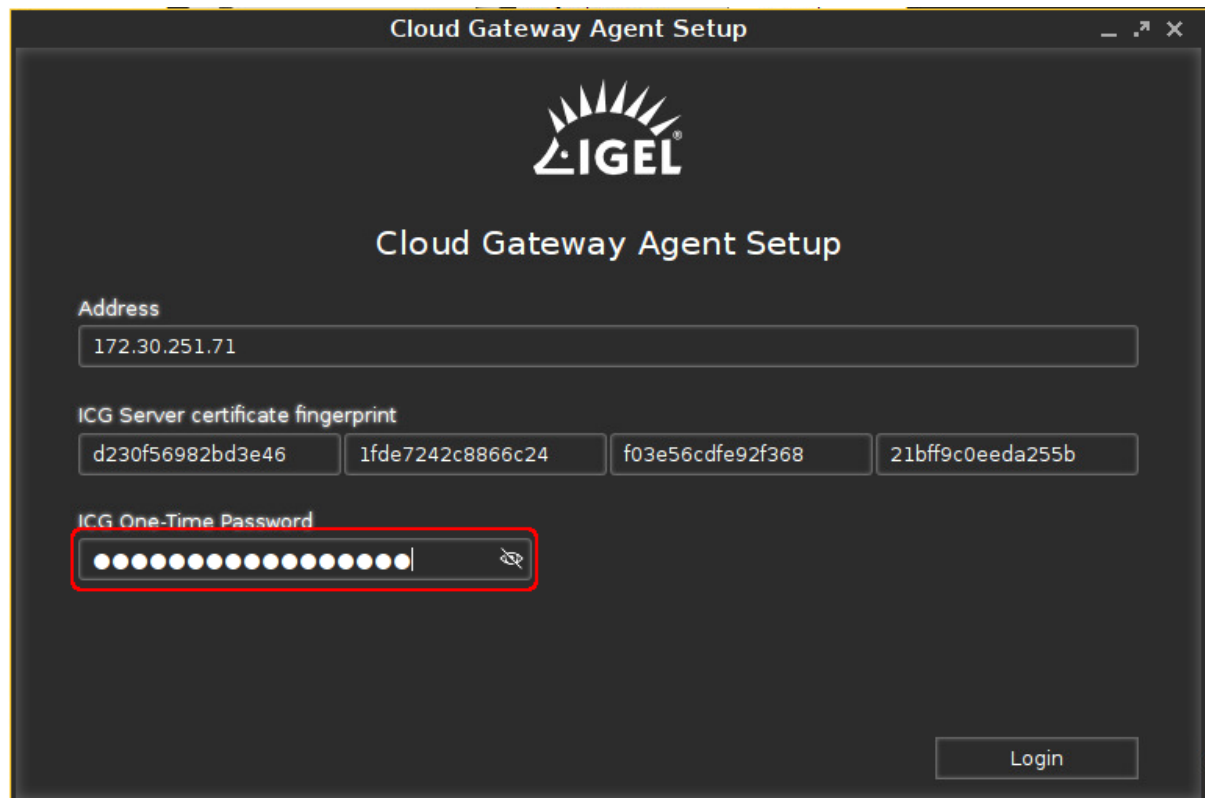 Cloud Gateway Agent Setup
IGEL®
Cloud Gateway Agent Setup
Address
172.30.251.71
ICG Server certificate fingerprint
d230f56982bd3e46 1fde7242c8866c24 f03e56cdfe92f368 21bff9c0eeda255b
ICG One-Time Password
●●●●●●●●●●●●●●●●●
Login